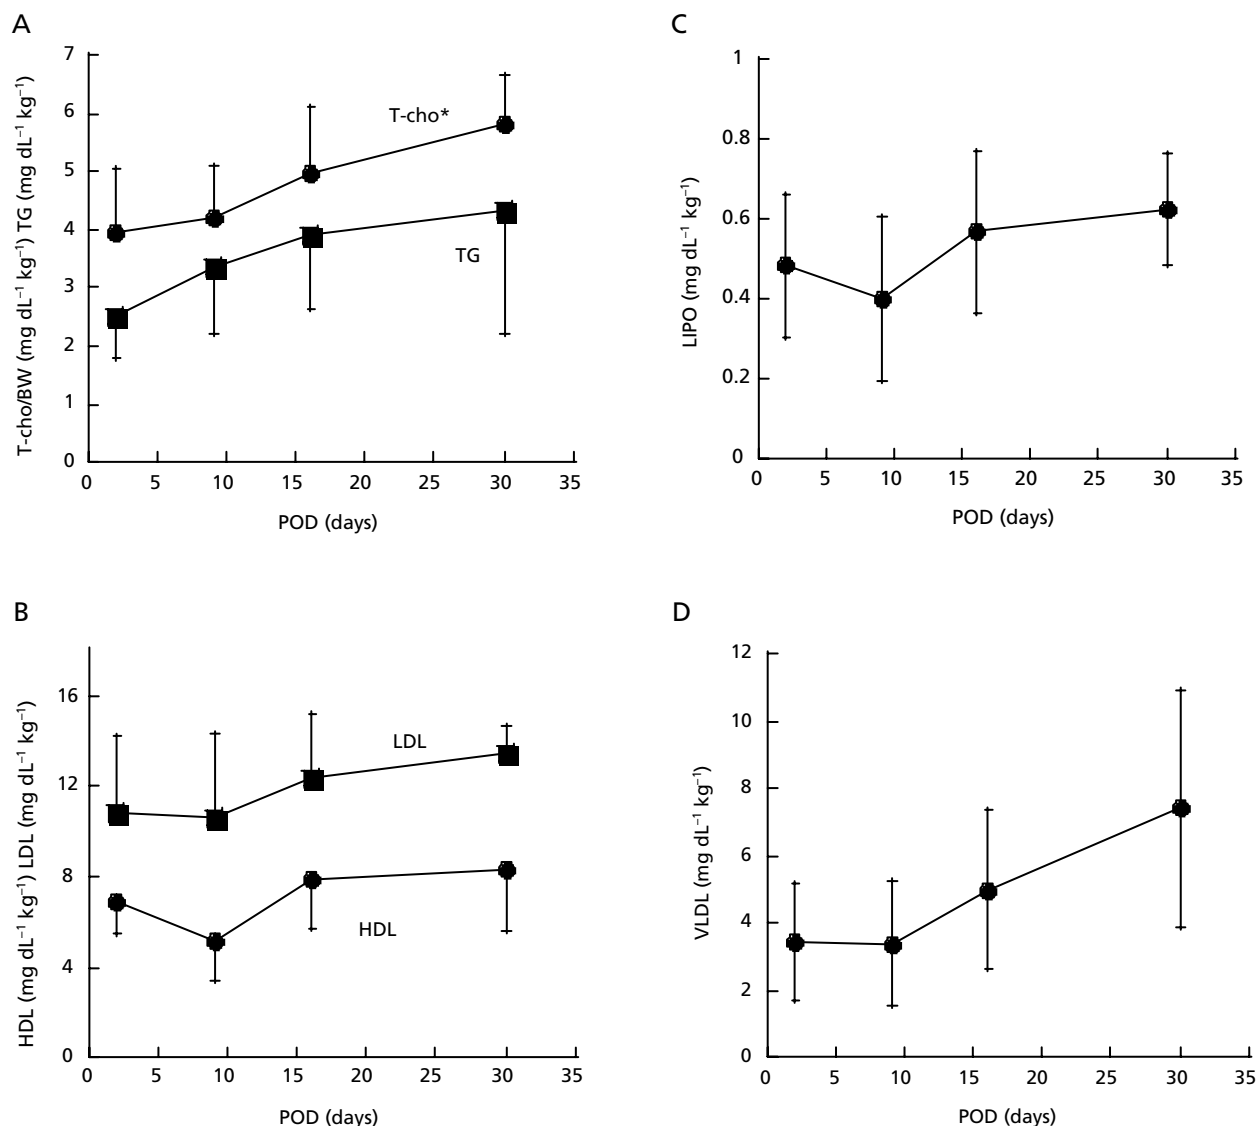 A
T-cho/BW (mg dL⁻¹ kg⁻¹) TG (mg dL⁻¹ kg⁻¹)
7
6
5
4
3
2
1
0
T-cho*
TG
0 5 10 15 20 25 30 35
POD (days)
C
LIPO (mg dL⁻¹ kg⁻¹)
1
0.8
0.6
0.4
0.2
0
0 5 10 15 20 25 30 35
POD (days)
B
HDL (mg dL⁻¹ kg⁻¹) LDL (mg dL⁻¹ kg⁻¹)
16
12
8
4
0
LDL
HDL
0 5 10 15 20 25 30 35
POD (days)
D
VLDL (mg dL⁻¹ kg⁻¹)
12
10
8
6
4
2
0
0 5 10 15 20 25 30 35
POD (days)